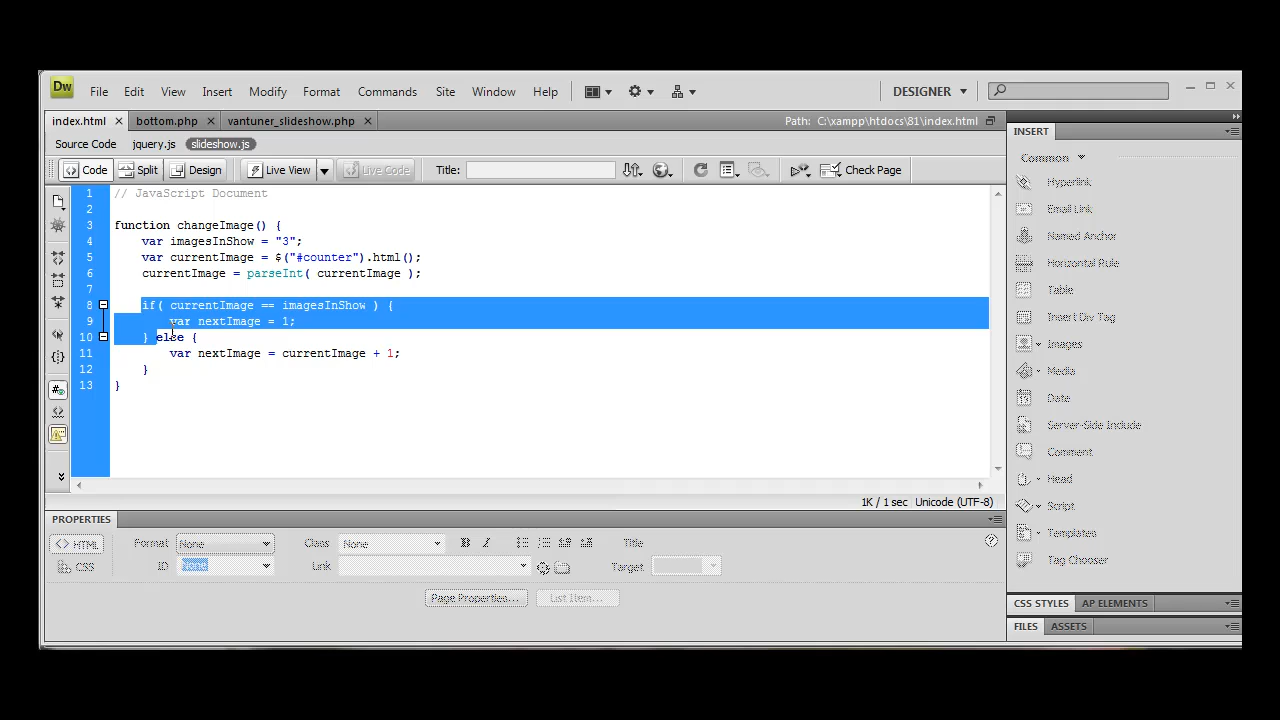 Dw File Edit View Insert Modify Format Commands Site Window Help DESIGNER
index.html bottom.php vantuner_slideshow.php Path: C:\xampp\htdocs\81\index.html
Source Code jquery.js slideshow.js
Code Split Design Live View Live Code Title: Check Page
1 // JavaScript Document
2
3 function changeImage() {
4 var imagesInShow = "3";
5 var currentImage = $("#counter").html();
6 currentImage = parseInt( currentImage );
7
8 if( currentImage == imagesInShow ) {
9 var nextImage = 1;
10 } else {
11 var nextImage = currentImage + 1;
12 }
13 }
1K / 1 sec Unicode (UTF-8)
PROPERTIES
<> HTML Format None Class None B I Title
CSS ID None Link Target
Page Properties... List Item...
INSERT
Common
Hyperlink
Email Link
Named Anchor
Horizontal Rule
Table
Insert Div Tag
Images
Media
Date
Server-Side Include
Comment
Head
Script
Templates
Tag Chooser
CSS STYLES AP ELEMENTS
FILES ASSETS